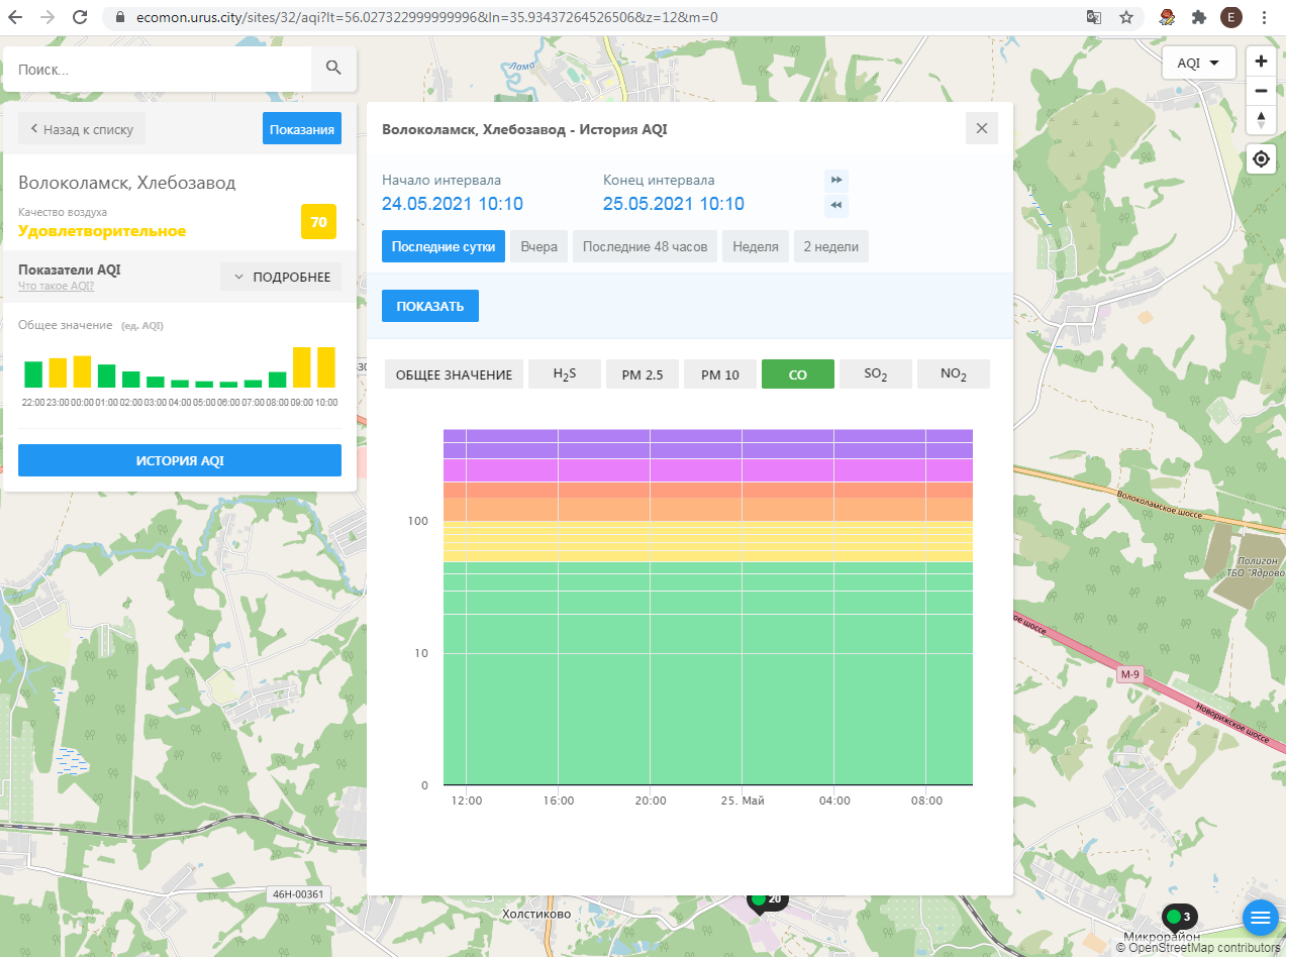 ecomon.urus.city/sites/32/aqi?lt=56.027322999999996&ln=35.93437264526506&z=12&m=0
E
Поиск...
AQI
Лама
Назад к списку
Показания
Волоколамск, Хлебозавод
Качество воздуха
Удовлетворительное
70
Показатели AQI
Что такое AQI?
ПОДРОБНЕЕ
Общее значение (ед. AQI)
22:00 23:00 00:00 01:00 02:00 03:00 04:00 05:00 06:00 07:00 08:00 09:00 10:00
ИСТОРИЯ AQI
Волоколамск, Хлебозавод - История AQI
Начало интервала
Конец интервала
24.05.2021 10:10
25.05.2021 10:10
Последние сутки
Вчера
Последние 48 часов
Неделя
2 недели
ПОКАЗАТЬ
ОБЩЕЕ ЗНАЧЕНИЕ
H2S
PM 2.5
PM 10
CO
SO2
NO2
100
10
0
12:00 16:00 20:00 25. Май 04:00 08:00
Волоколамское шоссе
Полигон
ТБО "Ядрово
М-9
Новорижское шоссе
46Н-00361
Холстиково
20
3
Микрорайон
© OpenStreetMap contributors